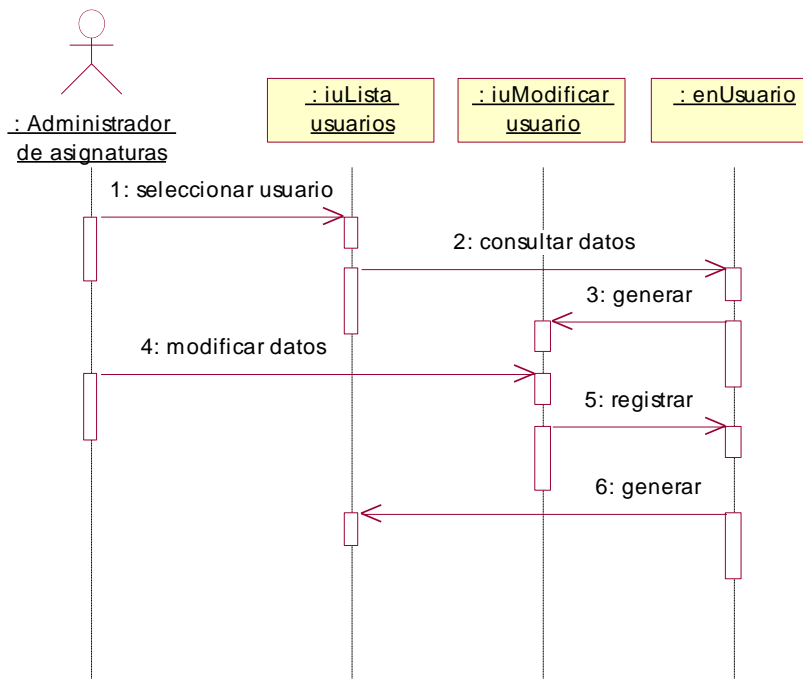 : iuLista
usuarios
: iuModificar
usuario
: enUsuario
: Administrador
de asignaturas
1: seleccionar usuario
2: consultar datos
3: generar
4: modificar datos
5: registrar
6: generar